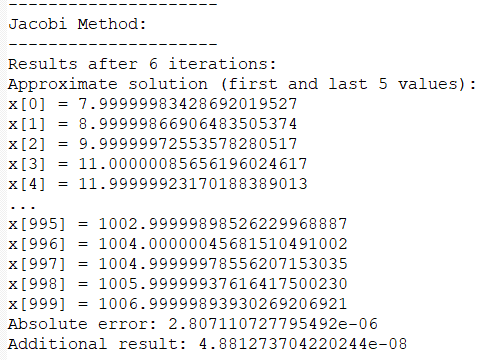 ---------------------
Jacobi Method:
---------------------
Results after 6 iterations:
Approximate solution (first and last 5 values):
x[0] = 7.99999983428692019527
x[1] = 8.99999866906483505374
x[2] = 9.99999972553578280517
x[3] = 11.00000085656196024617
x[4] = 11.99999923170188389013
...
x[995] = 1002.99999898526229968887
x[996] = 1004.00000045681510491002
x[997] = 1004.99999978556207153035
x[998] = 1005.99999937616417500230
x[999] = 1006.99999893930269206921
Absolute error: 2.807110727795492e-06
Additional result: 4.881273704220244e-08